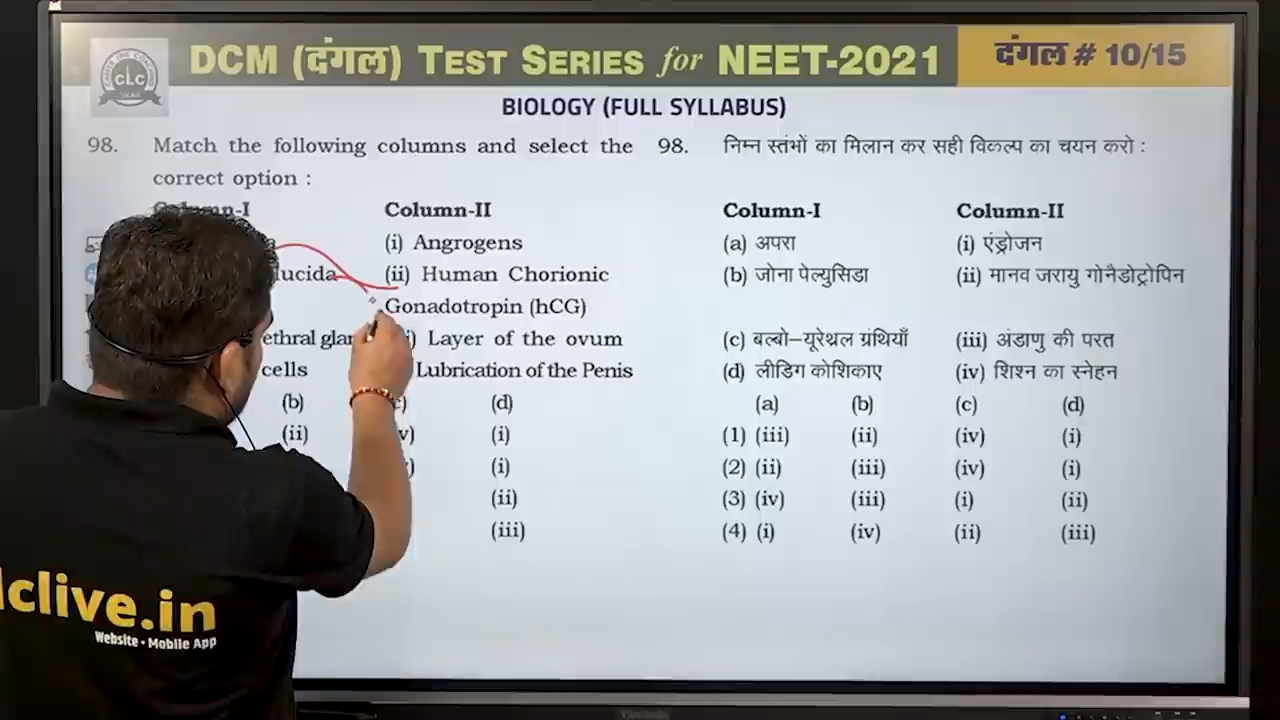 DCM (दंगल) TEST SERIES for NEET-2021
दंगल # 10/15
CLC
BIOLOGY (FULL SYLLABUS)
98. Match the following columns and select the
correct option :
Column-I Column-II
(i) Angrogens
lucida (ii) Human Chorionic
Gonadotropin (hCG)
ethral glan Layer of the ovum
cells Lubrication of the Penis
(b) (d)
(ii) (i)
(i)
(ii)
(iii)
98. निम्न स्तंभों का मिलान कर सही विकल्प का चयन करो :
Column-I Column-II
(a) अपरा (i) एंड्रोजन
(b) जोना पेल्युसिडा (ii) मानव जरायु गोनैडोट्रोपिन
(c) बल्बो–यूरेथ्रल ग्रंथियाँ (iii) अंडाणु की परत
(d) लीडिग कोशिकाए (iv) शिश्न का स्नेहन
(a) (b) (c) (d)
(1) (iii) (ii) (iv) (i)
(2) (ii) (iii) (iv) (i)
(3) (iv) (iii) (i) (ii)
(4) (i) (iv) (ii) (iii)
lclive.in
Website • Mobile App